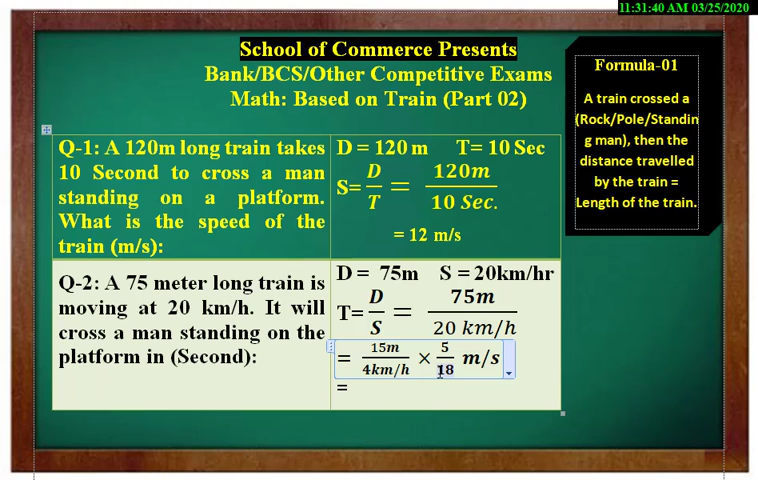 11:31:40 AM 03/25/2020
School of Commerce Presents
Bank/BCS/Other Competitive Exams
Math: Based on Train (Part 02)
Formula-01
A train crossed a
(Rock/Pole/Standin
g man), then the
distance travelled
by the train =
Length of the train.
Q-1: A 120m long train takes
10 Second to cross a man
standing on a platform.
What is the speed of the
train (m/s):
D = 120 m T= 10 Sec
S= D/T = 120m/10 Sec.
= 12 m/s
Q-2: A 75 meter long train is
moving at 20 km/h. It will
cross a man standing on the
platform in (Second):
D = 75m S = 20km/hr
T= D/S = 75m/20 km/h
= 15m/4km/h × 5/18 m/s
=